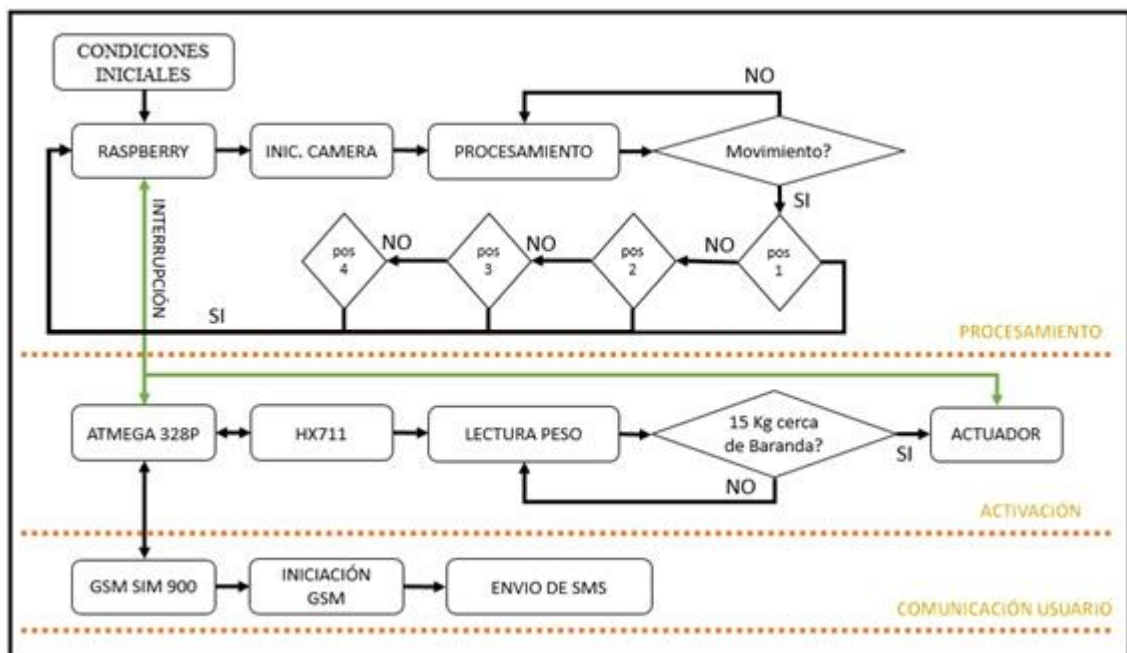 CONDICIONES
INICIALES
NO
RASPBERRY
INIC. CAMERA
PROCESAMIENTO
Movimiento?
SI
INTERRUPCIÓN
pos
4
NO
pos
3
NO
pos
2
NO
pos
1
SI
PROCESAMIENTO
ATMEGA 328P
HX711
LECTURA PESO
15 Kg cerca
de Baranda?
SI
ACTUADOR
NO
ACTIVACIÓN
GSM SIM 900
INICIACIÓN
GSM
ENVIO DE SMS
COMUNICACIÓN USUARIO